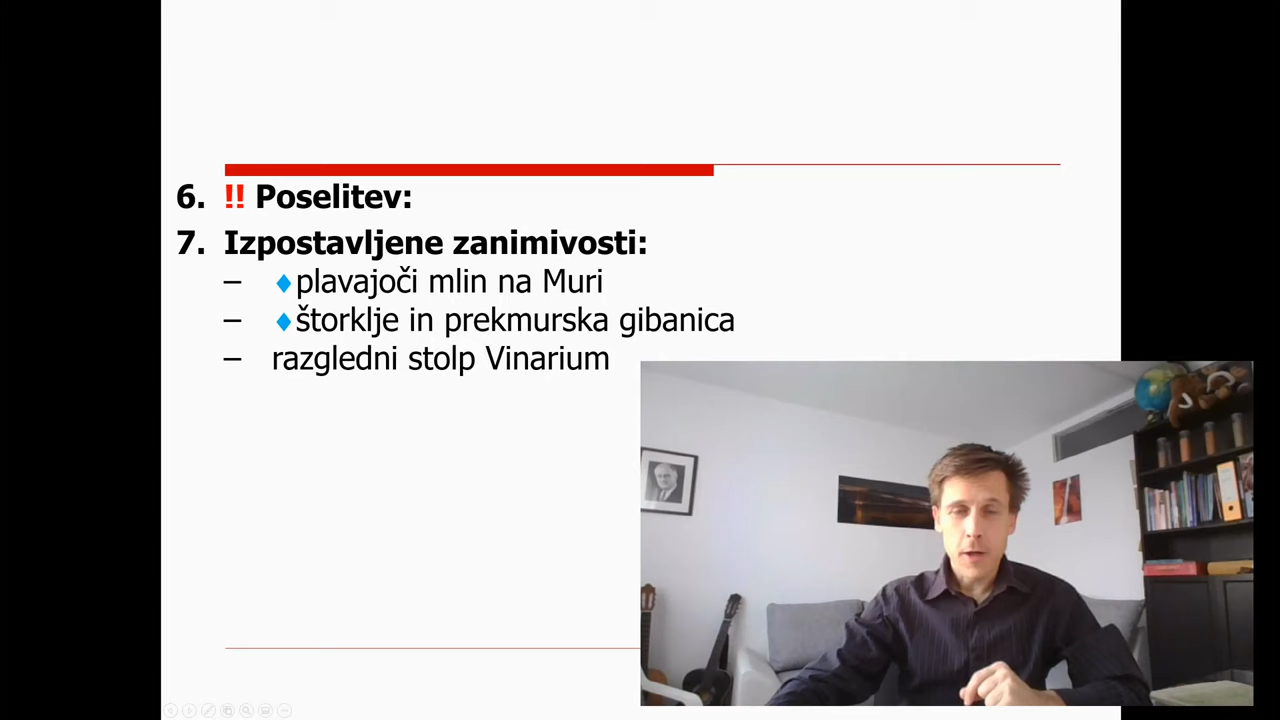 6. !! Poselitev:
7. Izpostavljene zanimivosti:
– ♦plavajoči mlin na Muri
– ♦štorklje in prekmurska gibanica
– razgledni stolp Vinarium